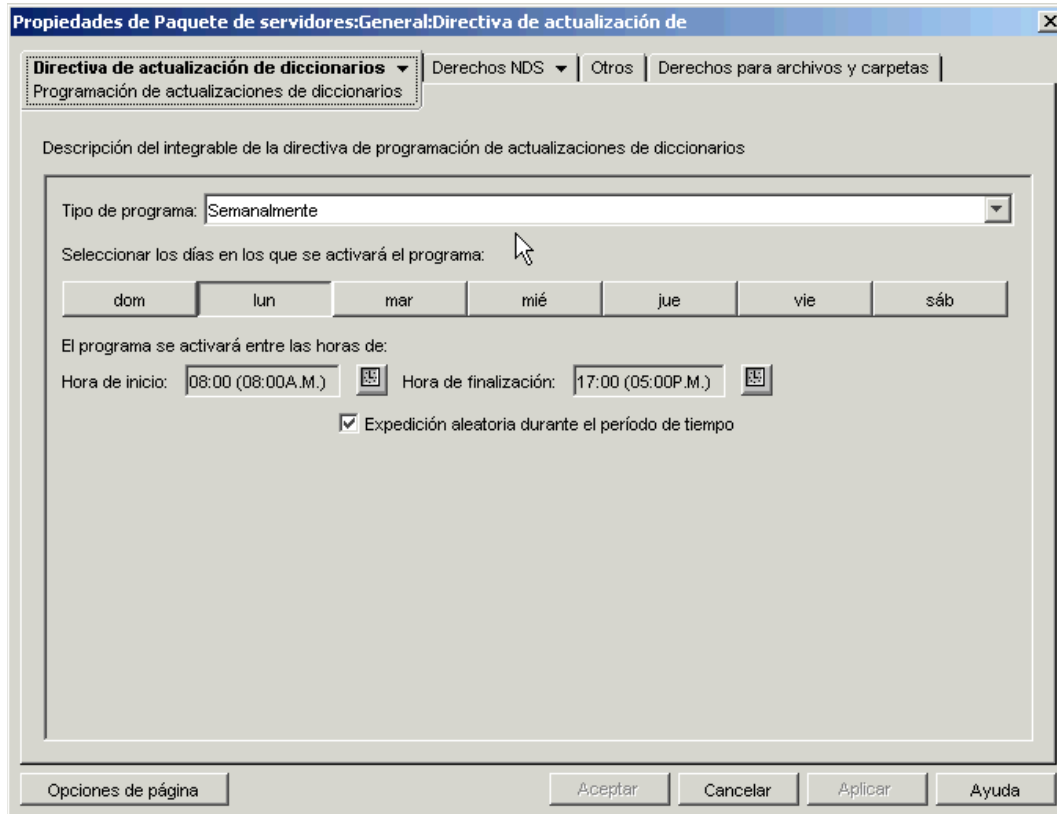 Propiedades de Paquete de servidores:General:Directiva de actualización de
Directiva de actualización de diccionarios Derechos NDS Otros Derechos para archivos y carpetas
Programación de actualizaciones de diccionarios
Descripción del integrable de la directiva de programación de actualizaciones de diccionarios
Tipo de programa: Semanalmente
Seleccionar los días en los que se activará el programa:
dom lun mar mié jue vie sáb
El programa se activará entre las horas de:
Hora de inicio: 08:00 (08:00A.M.) Hora de finalización: 17:00 (05:00P.M.)
Expedición aleatoria durante el período de tiempo
Opciones de página Aceptar Cancelar Aplicar Ayuda